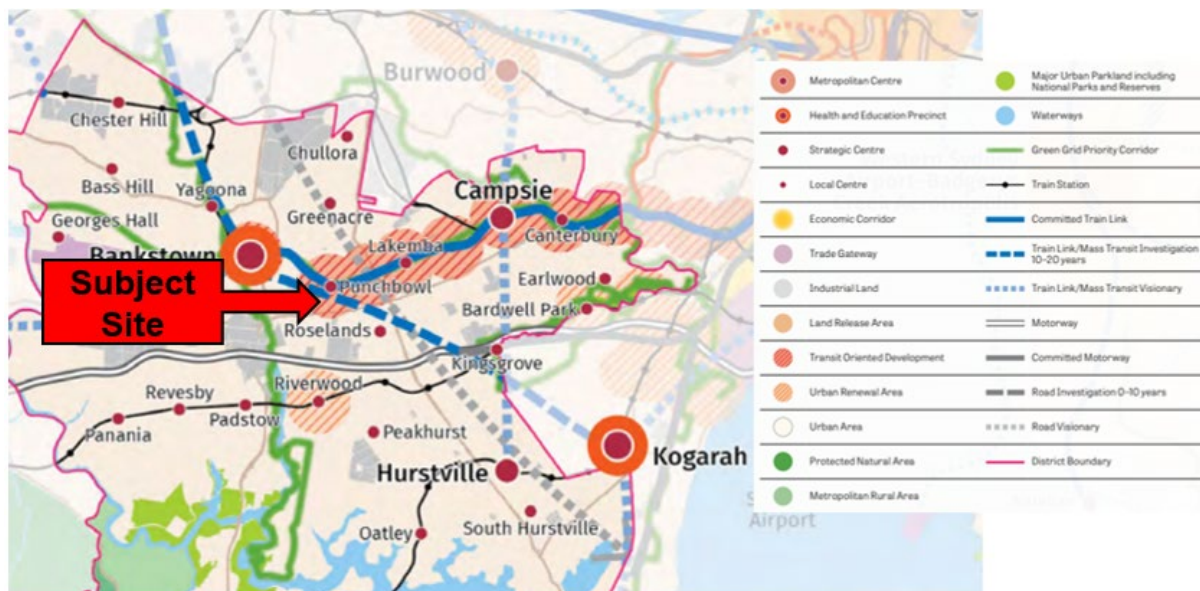 Burwood
Chester Hill
Chullora
Bass Hill
Yagoona
Campsie
Georges Hall
Greenacre
Lakemba
Canterbury
Bankstown
Punchbowl
Earlwood
Subject
Site
Bardwell Park
Roselands
Kingsgrove
Revesby
Riverwood
Padstow
Panania
Peakhurst
Kogarah
Hurstville
South Hurstville
Oatley
Airport
Metropolitan Centre
Health and Education Precinct
Strategic Centre
Local Centre
Economic Corridor
Trade Gateway
Industrial Land
Land Release Area
Transit Oriented Development
Urban Renewal Area
Urban Area
Protected Natural Area
Metropolitan Rural Area
Major Urban Parkland including
National Parks and Reserves
Waterways
Green Grid Priority Corridor
Train Station
Committed Train Link
Train Link/Mass Transit Investigation
10–20 years
Train Link/Mass Transit Visionary
Motorway
Committed Motorway
Road Investigation 0–10 years
Road Visionary
District Boundary